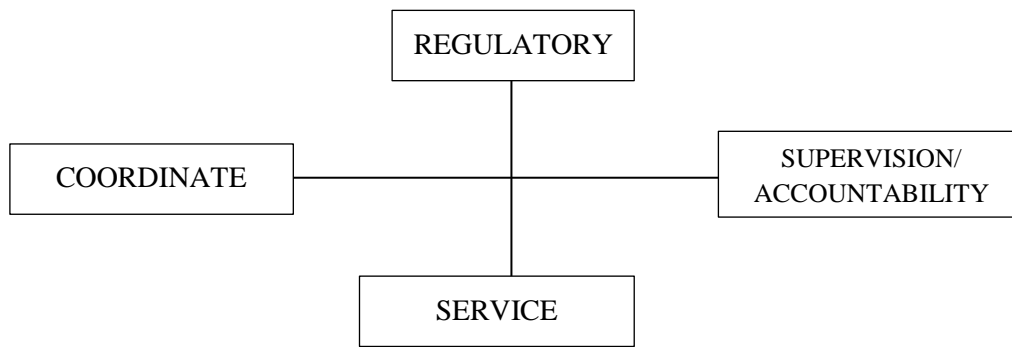 REGULATORY
COORDINATE
SUPERVISION/
ACCOUNTABILITY
SERVICE